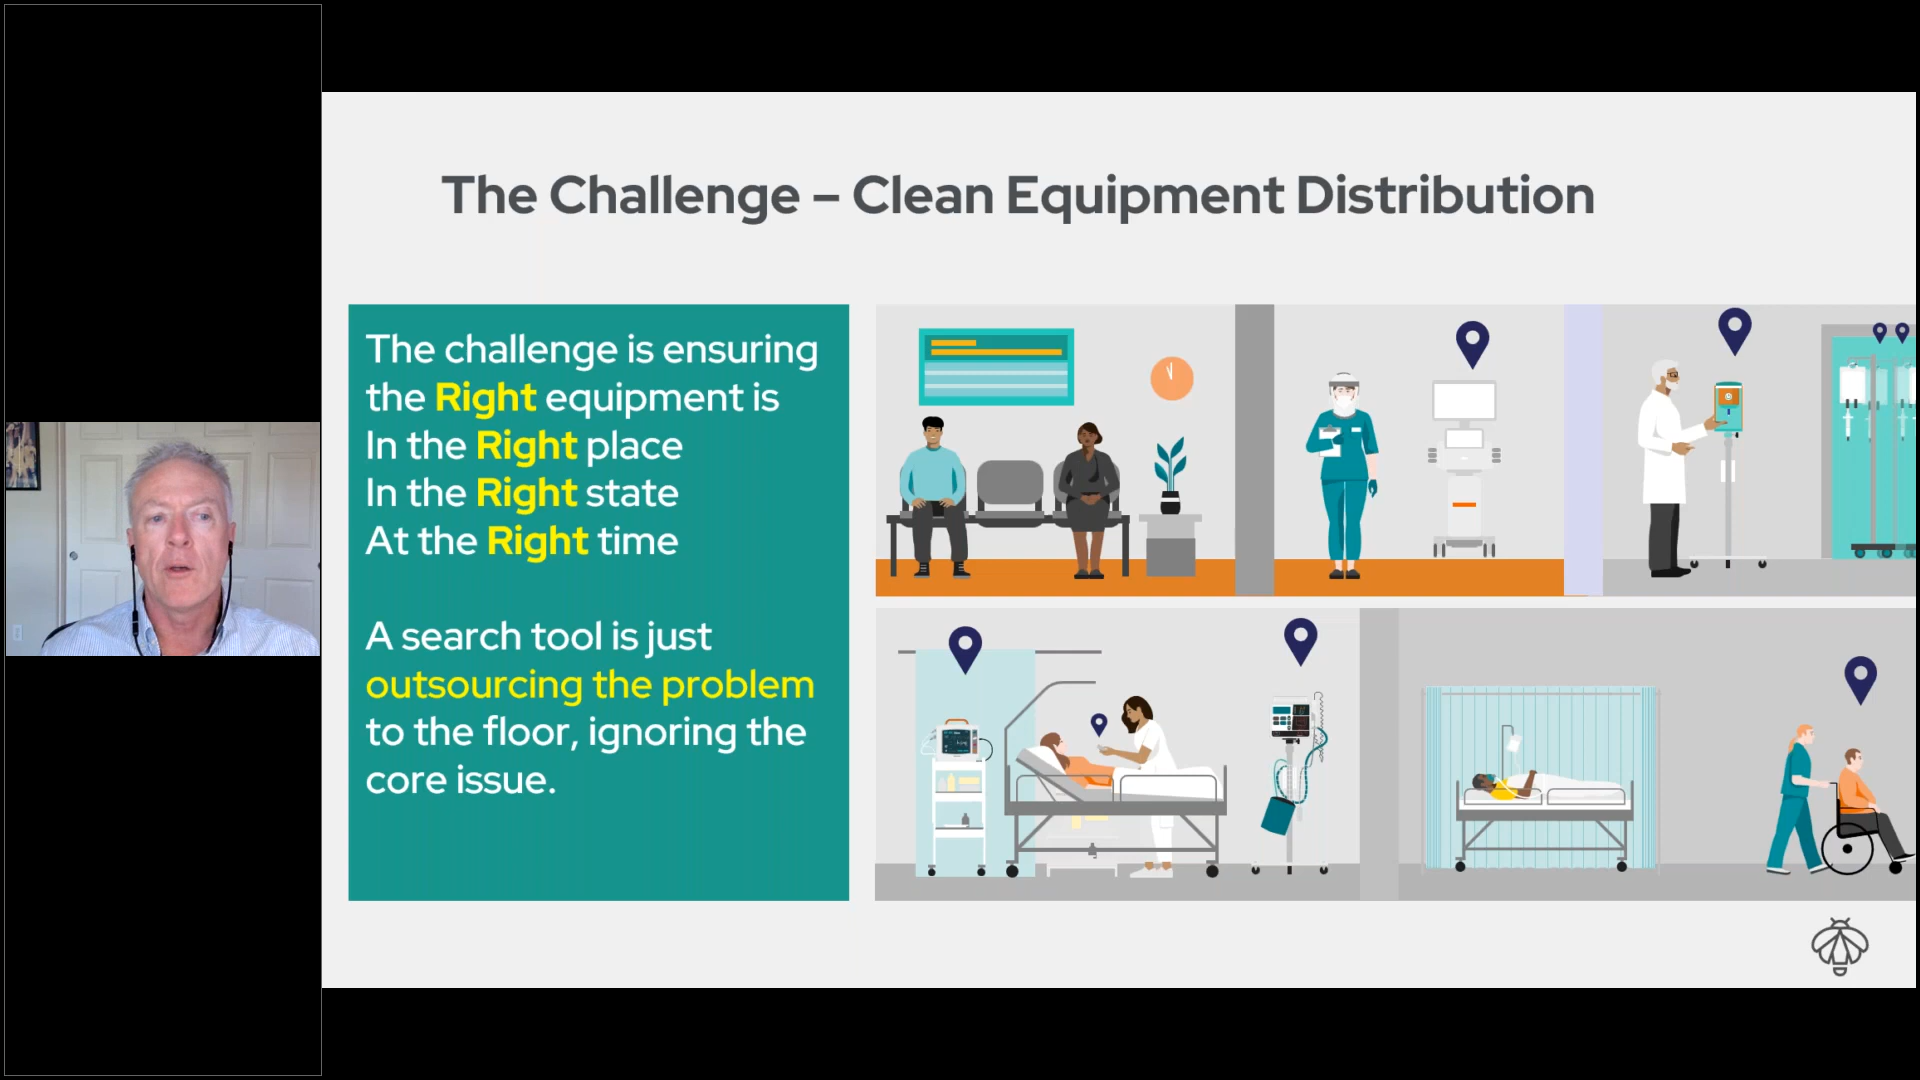 The Challenge – Clean Equipment Distribution
The challenge is ensuring
the Right equipment is
In the Right place
In the Right state
At the Right time
A search tool is just
outsourcing the problem
to the floor, ignoring the
core issue.